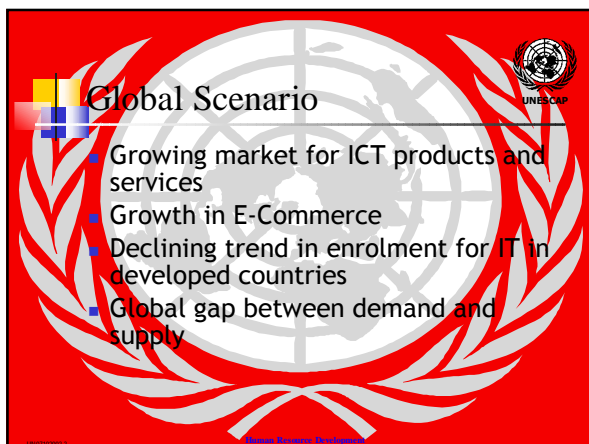 Global Scenario
UNESCAP
Growing market for ICT products and
services
Growth in E-Commerce
Declining trend in enrolment for IT in
developed countries
Global gap between demand and
supply
Human Resource Development